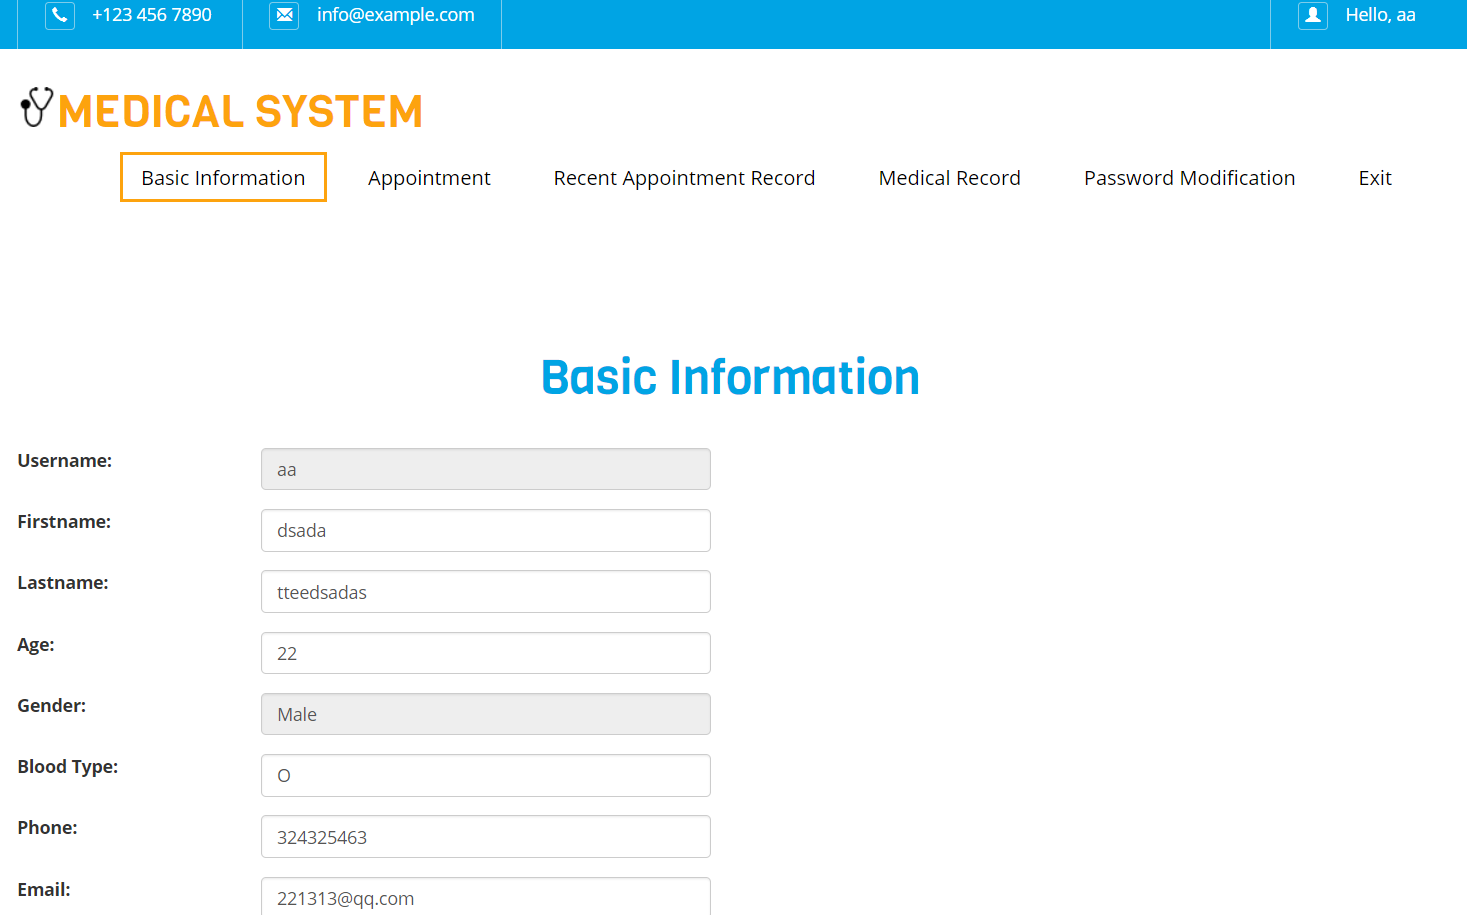 +123 456 7890 info@example.com Hello, aa
MEDICAL SYSTEM
Basic Information Appointment Recent Appointment Record Medical Record Password Modification Exit
Basic Information
Username: aa
Firstname: dsada
Lastname: tteedsadas
Age: 22
Gender: Male
Blood Type: O
Phone: 324325463
Email: 221313@qq.com